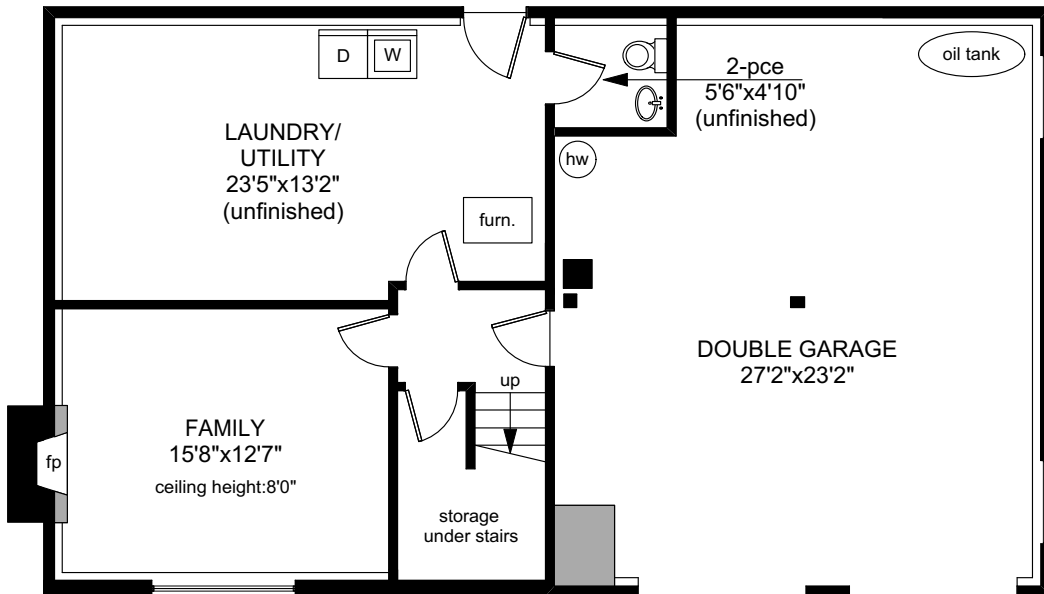 D
W
oil tank
2-pce
5'6"x4'10"
(unfinished)
LAUNDRY/
UTILITY
23'5"x13'2"
(unfinished)
hw
furn.
DOUBLE GARAGE
27'2"x23'2"
up
FAMILY
15'8"x12'7"
ceiling height:8'0"
fp
storage
under stairs